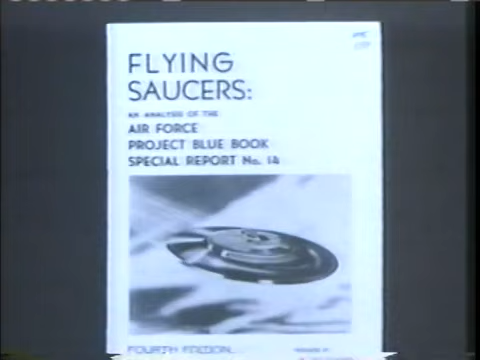 FLYING
SAUCERS:
AN ANALYSIS OF THE
AIR FORCE
PROJECT BLUE BOOK
SPECIAL REPORT No. 14
FOURTH EDITION